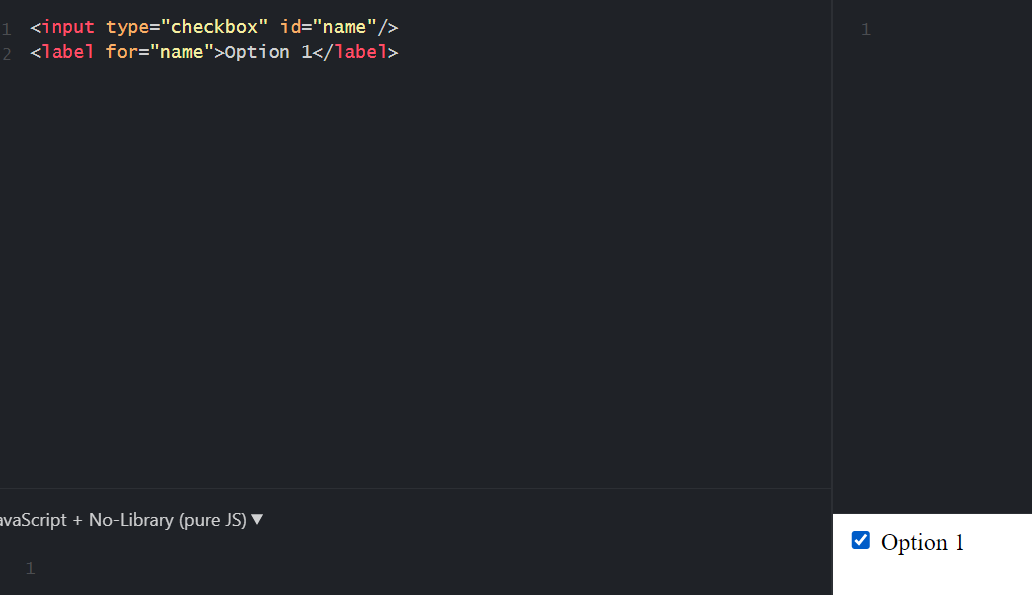 1 <input type="checkbox" id="name"/>
2 <label for="name">Option 1</label>
1
avaScript + No-Library (pure JS) ▼
1
Option 1